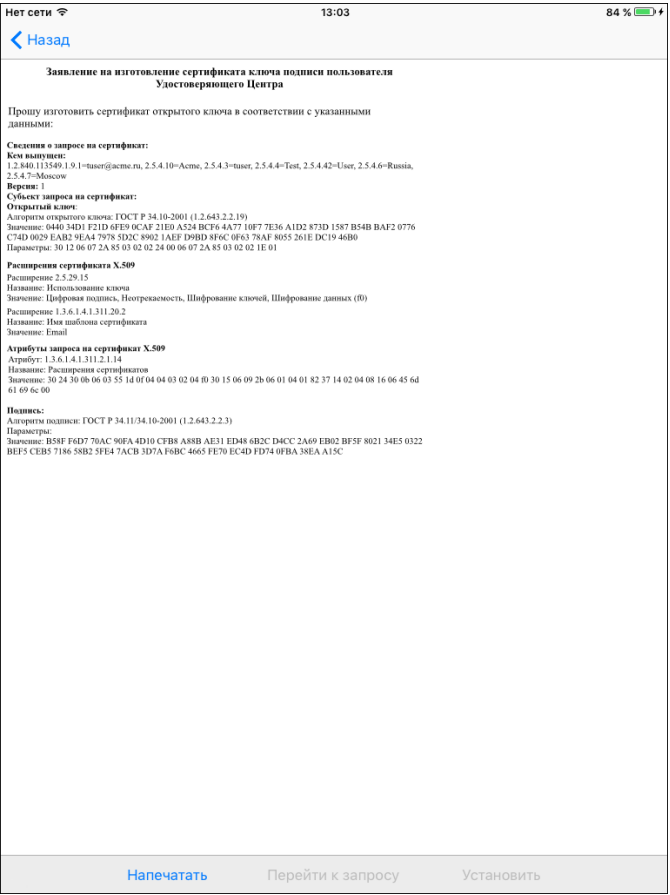 Нет сети 13:03 84 %
Назад
Заявление на изготовление сертификата ключа подписи пользователя
Удостоверяющего Центра
Прошу изготовить сертификат открытого ключа в соответствии с указанными
данными:
Сведения о запросе на сертификат:
Кем выпущен:
1.2.840.113549.1.9.1=tuser@acme.ru, 2.5.4.10=Acme, 2.5.4.3=tuser, 2.5.4.4=Test, 2.5.4.42=User, 2.5.4.6=Russia,
2.5.4.7=Moscow
Версия: 1
Субъект запроса на сертификат:
Открытый ключ:
Алгоритм открытого ключа: ГОСТ Р 34.10-2001 (1.2.643.2.2.19)
Значение: 0440 34D1 F21D 6FE9 0CAF 21E0 A524 BCF6 4A77 10F7 7E36 A1D2 873D 1587 B54B BAF2 0776
C74D 0029 EAB2 9EA4 7978 5D2C 8902 1AEF D9BD 8F6C 0F63 78AF 8055 261E DC19 46B0
Параметры: 30 12 06 07 2A 85 03 02 02 24 00 06 07 2A 85 03 02 02 1E 01
Расширения сертификата X.509
Расширение 2.5.29.15
Название: Использование ключа
Значение: Цифровая подпись, Неотрекаемость, Шифрование ключей, Шифрование данных (f0)
Расширение 1.3.6.1.4.1.311.20.2
Название: Имя шаблона сертификата
Значение: Email
Атрибуты запроса на сертификат X.509
Атрибут: 1.3.6.1.4.1.311.2.1.14
Название: Расширения сертификатов
Значение: 30 24 30 0b 06 03 55 1d 0f 04 04 03 02 04 f0 30 15 06 09 2b 06 01 04 01 82 37 14 02 04 08 16 06 45 6d
61 69 6c 00
Подпись:
Алгоритм подписи: ГОСТ Р 34.11/34.10-2001 (1.2.643.2.2.3)
Параметры:
Значение: B58F F6D7 70AC 90FA 4D10 CFB8 A88B AE31 ED48 6B2C D4CC 2A69 EB02 BF5F 8021 34E5 0322
BEF5 CEB5 7186 58B2 5FE4 7ACB 3D7A F6BC 4665 FE70 EC4D FD74 0FBA 38EA A15C
Напечатать Перейти к запросу Установить